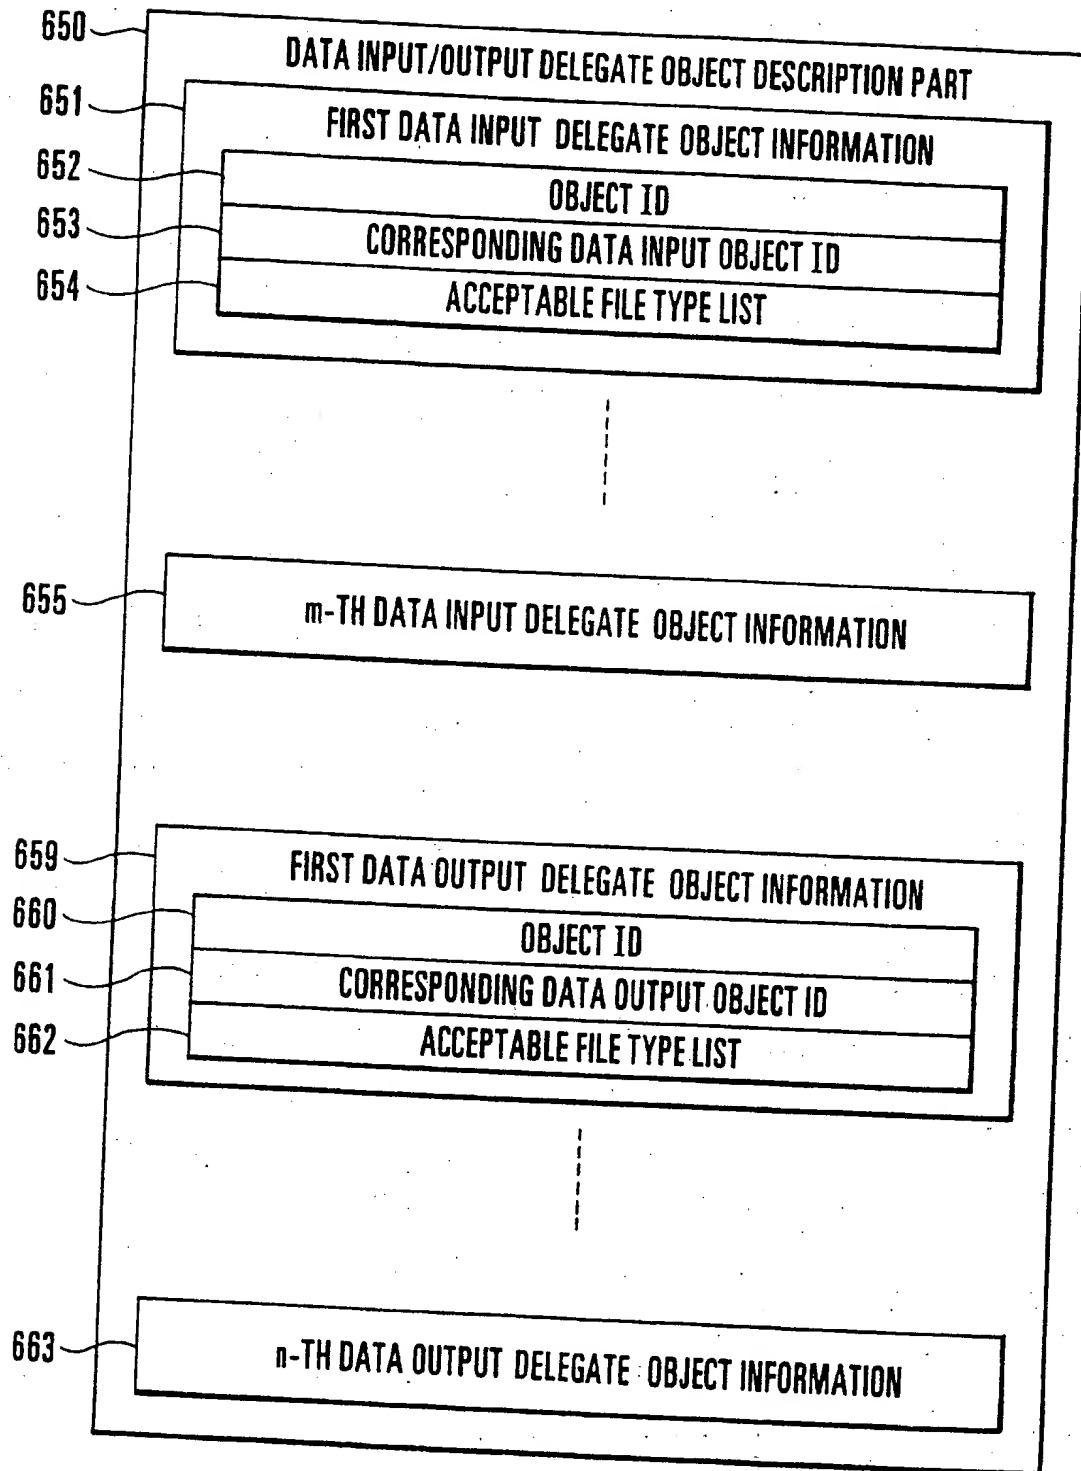 650
DATA INPUT/OUTPUT DELEGATE OBJECT DESCRIPTION PART
651
FIRST DATA INPUT DELEGATE OBJECT INFORMATION
652
OBJECT ID
653
CORRESPONDING DATA INPUT OBJECT ID
654
ACCEPTABLE FILE TYPE LIST
655
m-TH DATA INPUT DELEGATE OBJECT INFORMATION
659
FIRST DATA OUTPUT DELEGATE OBJECT INFORMATION
660
OBJECT ID
661
CORRESPONDING DATA OUTPUT OBJECT ID
662
ACCEPTABLE FILE TYPE LIST
663
n-TH DATA OUTPUT DELEGATE OBJECT INFORMATION